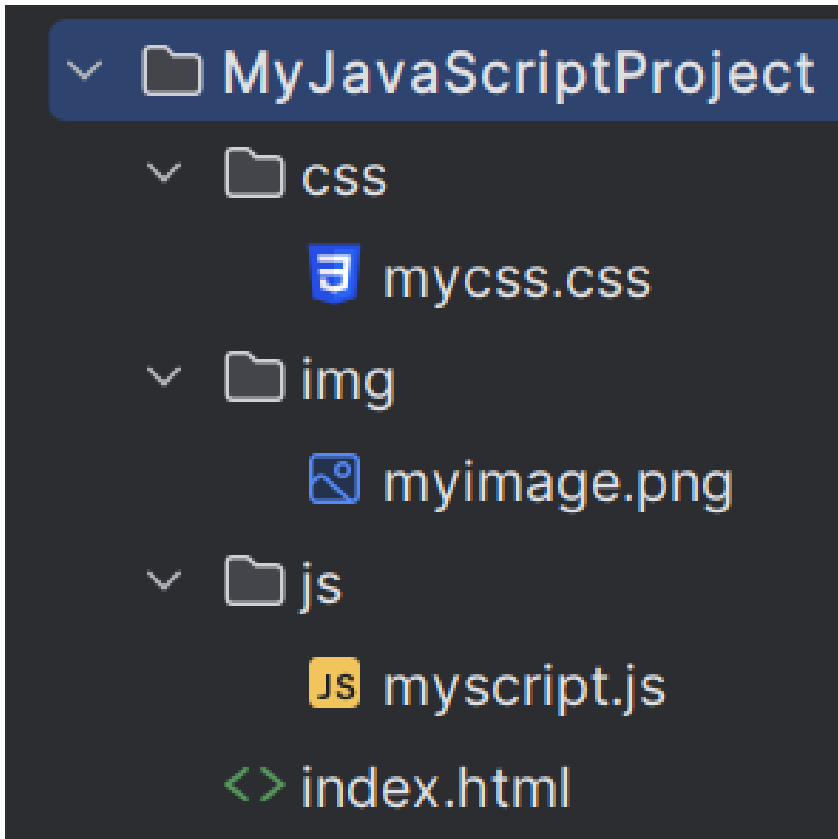 MyJavaScriptProject
css
mycss.css
img
myimage.png
js
JS myscript.js
index.html